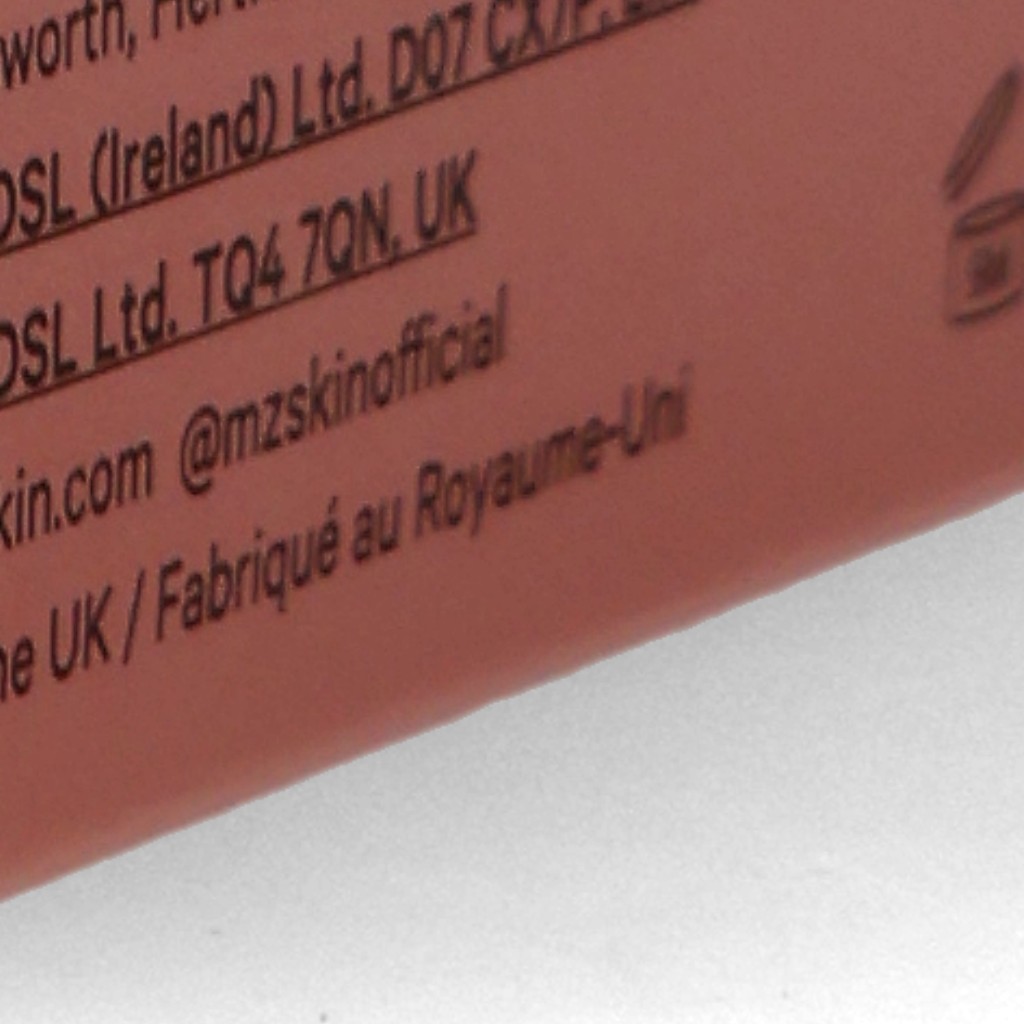 worth,
DSL (Ireland) Ltd. D07
DSL Ltd. TQ4 7QN, UK
kin.com @mzskinofficial
he UK / Fabriqué au Royaume-Uni